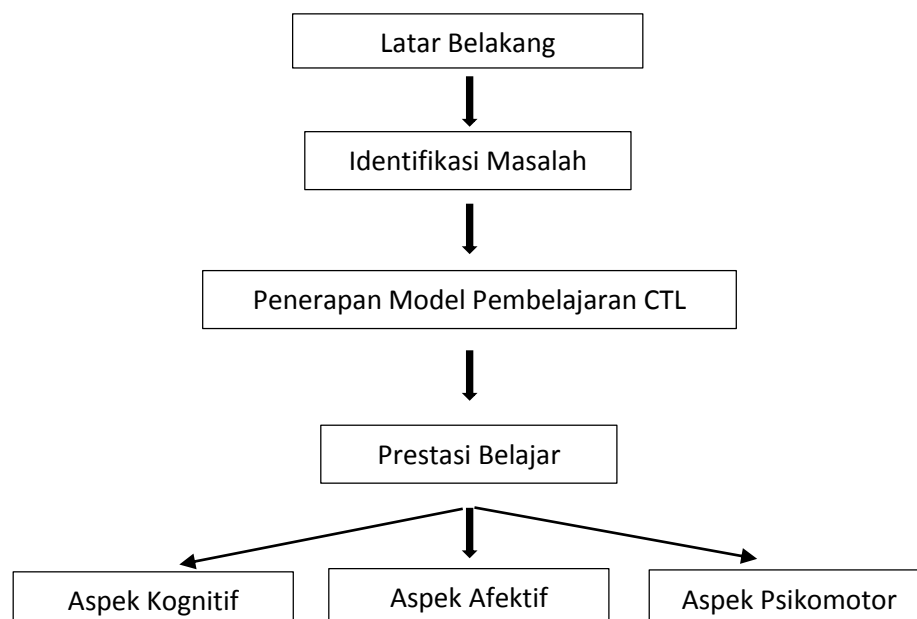 Latar Belakang
Identifikasi Masalah
Penerapan Model Pembelajaran CTL
Prestasi Belajar
Aspek Kognitif
Aspek Afektif
Aspek Psikomotor